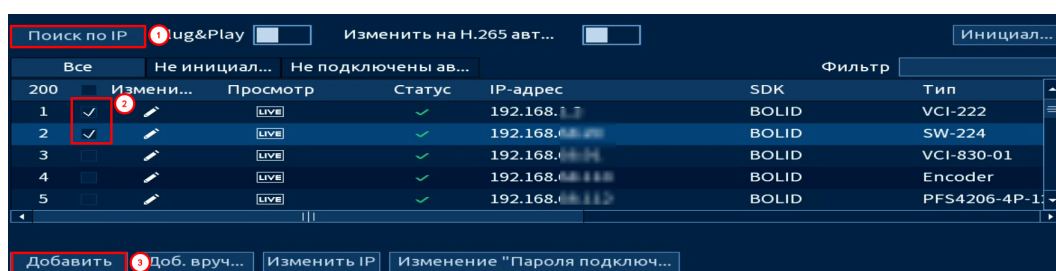 Поиск по IP 1 lug&Play Изменить на H.265 авт... Инициал...
Все Не инициал... Не подключены ав... Фильтр
200 Измени... Просмотр Статус IP-адрес SDK Тип
1 2 LIVE 192.168. BOLID VCI-222
2 LIVE 192.168. BOLID SW-224
3 LIVE 192.168. BOLID VCI-830-01
4 LIVE 192.168. BOLID Encoder
5 LIVE 192.168. BOLID PFS4206-4P-1
Добавить 3 Доб. вруч... Изменить IP Изменение "Пароля подключ...